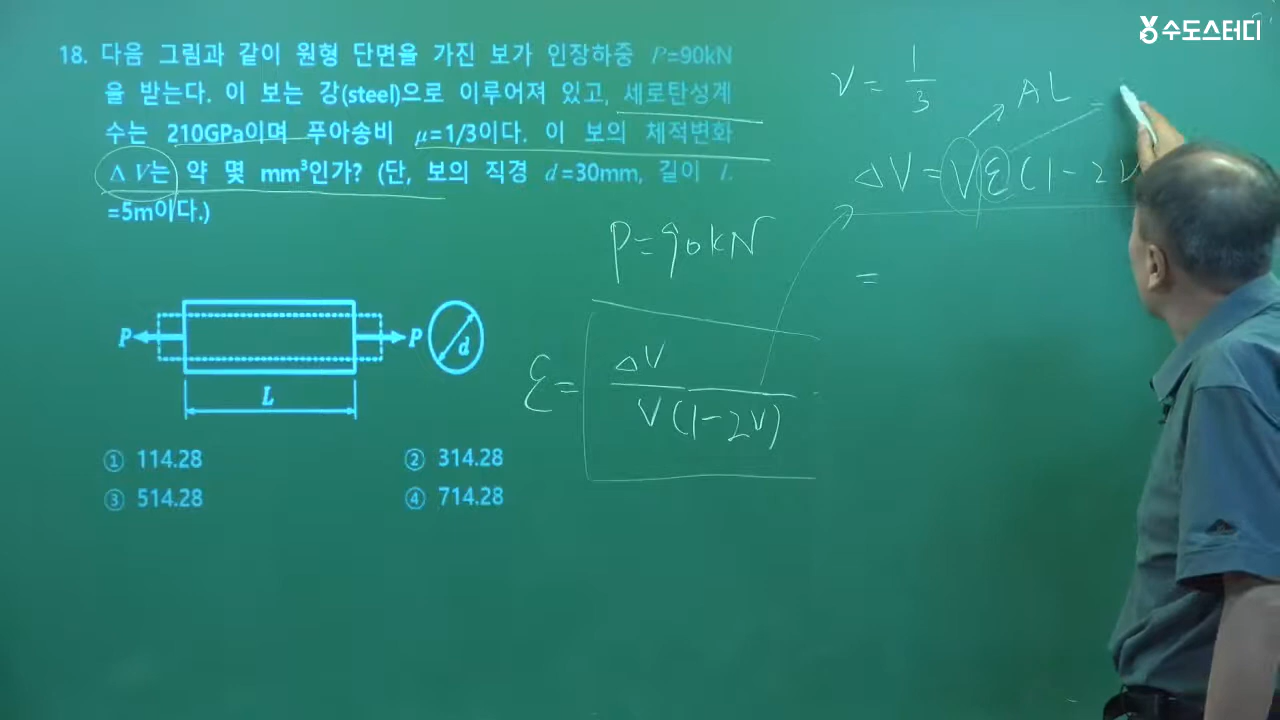 수도스터디
18. 다음 그림과 같이 원형 단면을 가진 보가 인장하중 P=90kN
을 받는다. 이 보는 강(steel)으로 이루어져 있고, 세로탄성계
수는 210GPa이며 푸아송비 μ=1/3이다. 이 보의 체적변화
Δ V는 약 몇 mm³인가? (단, 보의 직경 d=30mm, 길이 L
=5m이다.)
P P d
L
① 114.28 ② 314.28
③ 514.28 ④ 714.28
ν = 1/3
AL =
ΔV = Vε(1-2ν
=
P=90kN
ε = ΔV / V(1-2ν)